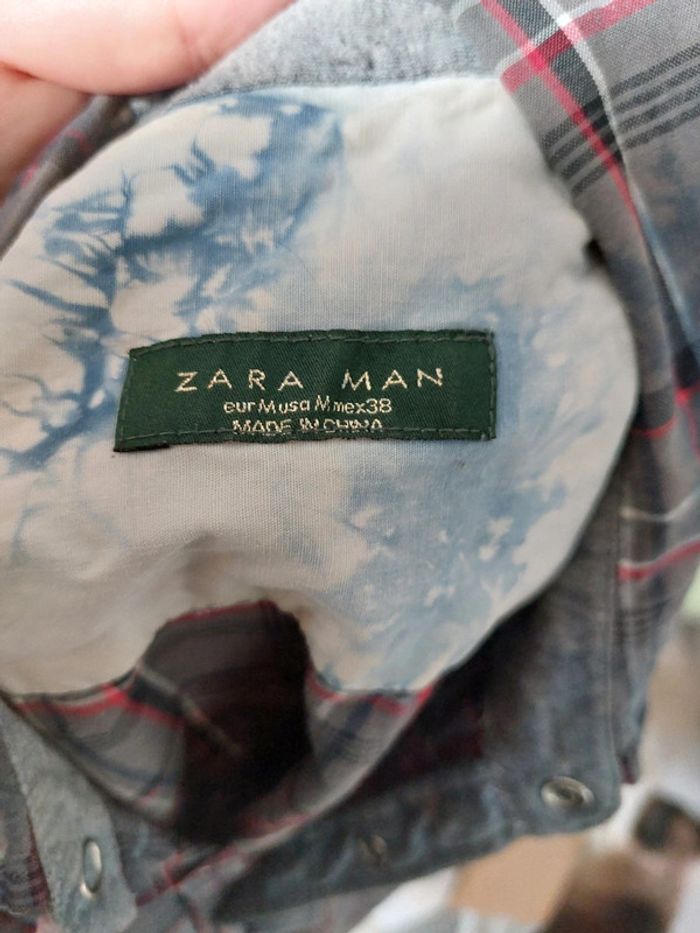 ZARA MAN
eur M usa M mex 38
MADE IN CHINA